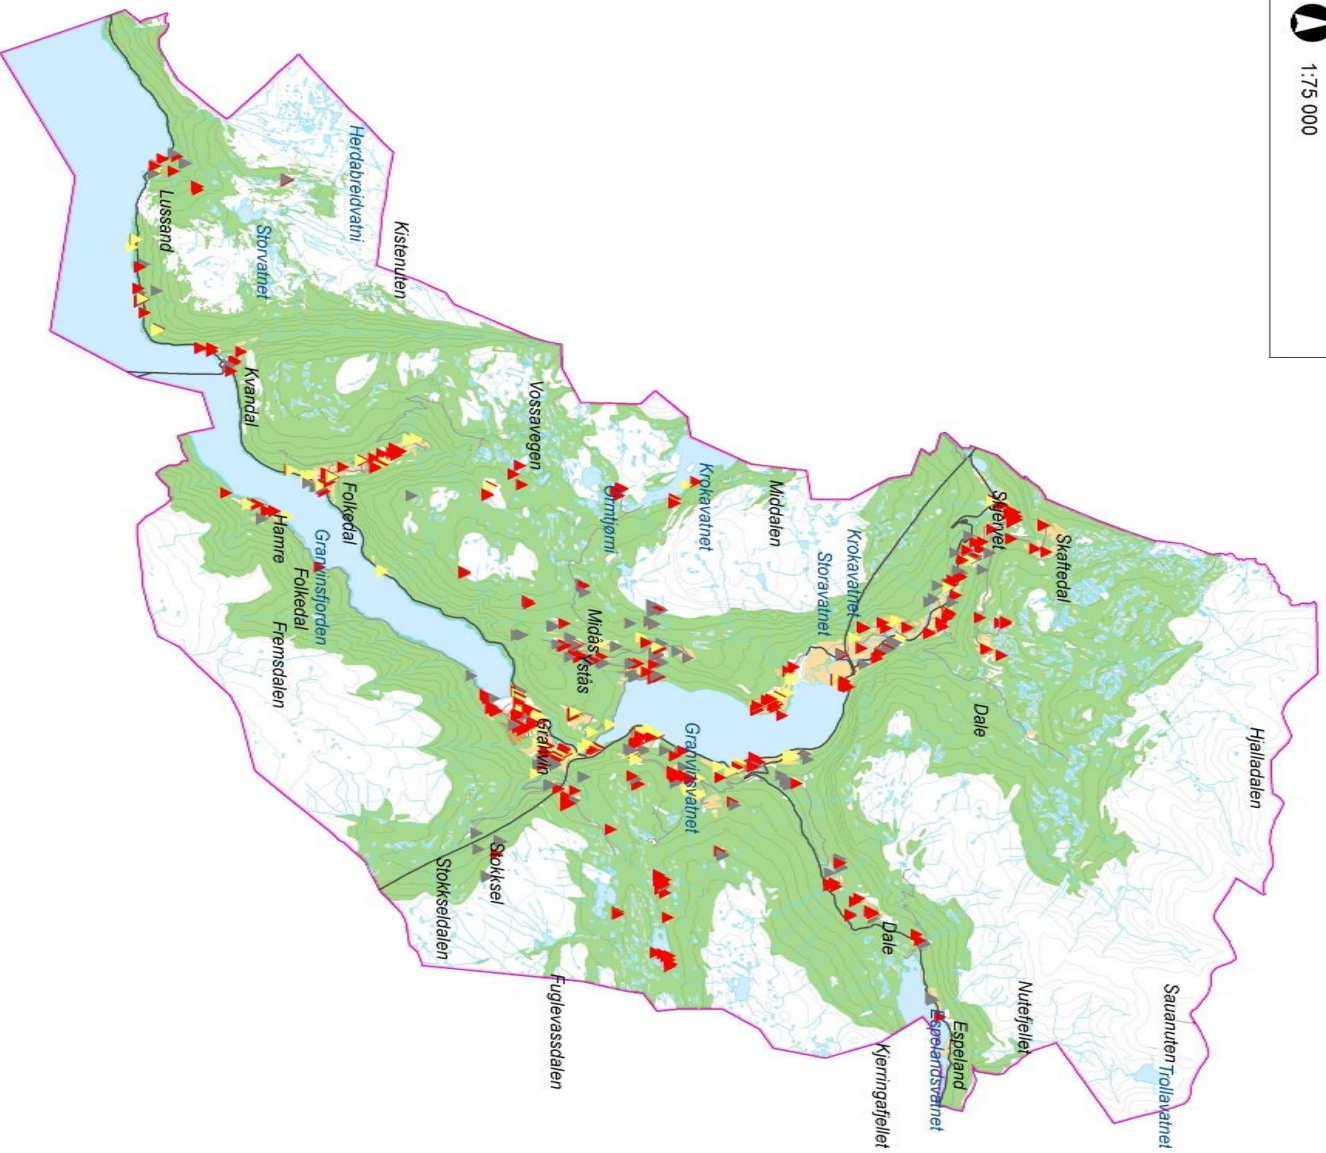 1:75 000
Trollavatnet
Sauanuten
Hjalladalen
Skaftedal
Nutefjellet
Skjervet
Dale
Espeland
Espelandsvatnet
Dale
Kjerringafjellet
Krokavatnet
Storavatnet
Middalen
Krokavatnet
Granvinsvatnet
Ormtjørni
Midås
Ystås
Fuglevassdalen
Vossavegen
Granvin
Stokksel
Stokkseldalen
Kistenuten
Herdabreidvatni
Folkedal
Granvinsfjorden
Folkedal
Hamre
Fremsdalen
Storvatnet
Kvandal
Lussand